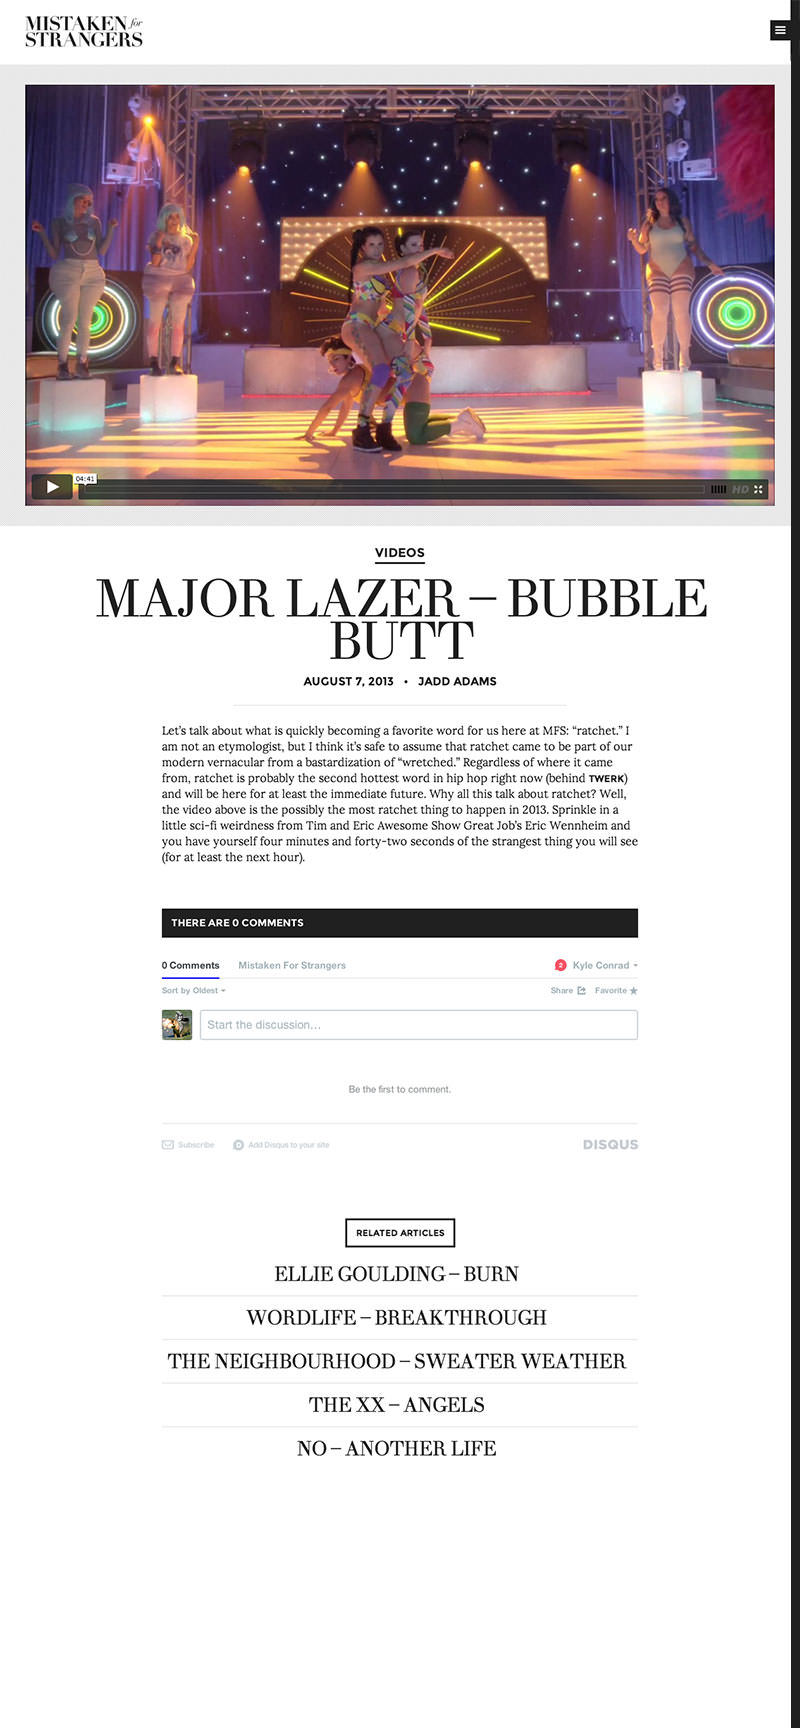 MISTAKEN for
STRANGERS
04:41
HD
VIDEOS
MAJOR LAZER – BUBBLE
BUTT
AUGUST 7, 2013 • JADD ADAMS
Let’s talk about what is quickly becoming a favorite word for us here at MFS: “ratchet.” I
am not an etymologist, but I think it’s safe to assume that ratchet came to be part of our
modern vernacular from a bastardization of “wretched.” Regardless of where it came
from, ratchet is probably the second hottest word in hip hop right now (behind TWERK)
and will be here for at least the immediate future. Why all this talk about ratchet? Well,
the video above is the possibly the most ratchet thing to happen in 2013. Sprinkle in a
little sci-fi weirdness from Tim and Eric Awesome Show Great Job’s Eric Wennheim and
you have yourself four minutes and forty-two seconds of the strangest thing you will see
(for at least the next hour).
THERE ARE 0 COMMENTS
0 Comments Mistaken For Strangers 2 Kyle Conrad
Sort by Oldest Share Favorite
Start the discussion...
Be the first to comment.
Subscribe D Add Disqus to your site DISQUS
RELATED ARTICLES
ELLIE GOULDING – BURN
WORDLIFE – BREAKTHROUGH
THE NEIGHBOURHOOD – SWEATER WEATHER
THE XX – ANGELS
NO – ANOTHER LIFE